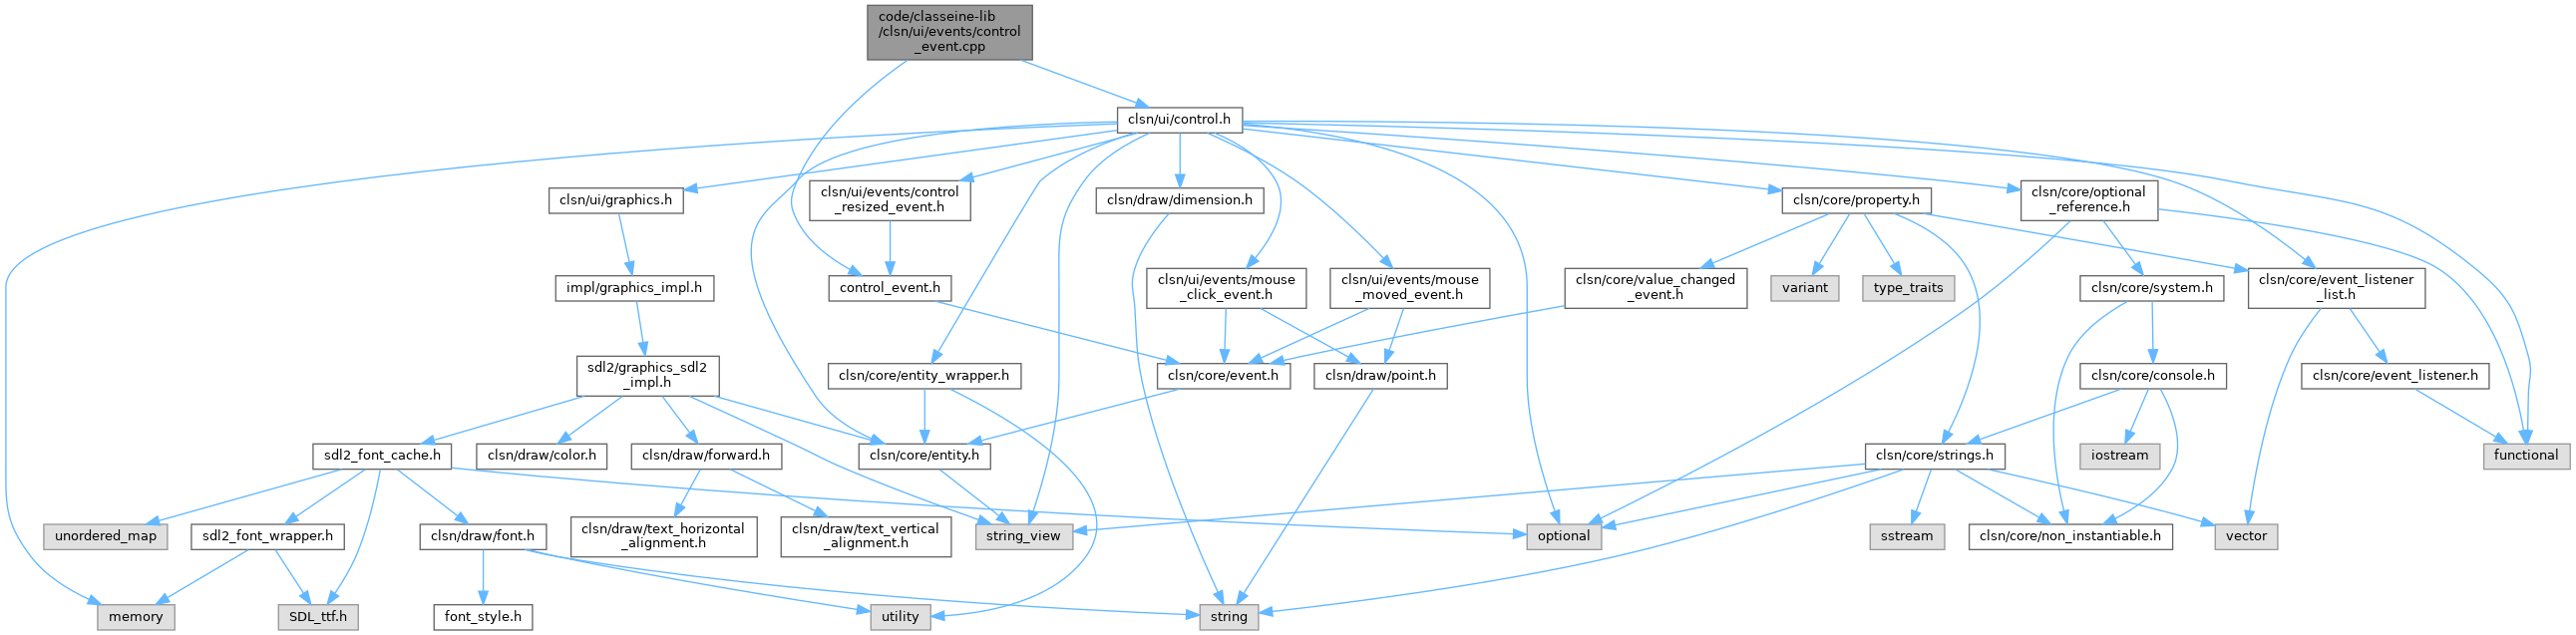 code/classeine-lib
/clsn/ui/events/control
_event.cpp
clsn/ui/control.h
clsn/ui/graphics.h
clsn/ui/events/control
_resized_event.h
clsn/draw/dimension.h
clsn/core/property.h
clsn/core/optional
_reference.h
impl/graphics_impl.h
control_event.h
clsn/ui/events/mouse
_click_event.h
clsn/ui/events/mouse
_moved_event.h
clsn/core/value_changed
_event.h
variant
type_traits
clsn/core/system.h
clsn/core/event_listener
_list.h
sdl2/graphics_sdl2
_impl.h
clsn/core/entity_wrapper.h
clsn/core/event.h
clsn/draw/point.h
clsn/core/console.h
clsn/core/event_listener.h
sdl2_font_cache.h
clsn/draw/color.h
clsn/draw/forward.h
clsn/core/entity.h
clsn/core/strings.h
iostream
functional
unordered_map
sdl2_font_wrapper.h
clsn/draw/font.h
clsn/draw/text_horizontal
_alignment.h
clsn/draw/text_vertical
_alignment.h
string_view
optional
sstream
clsn/core/non_instantiable.h
vector
memory
SDL_ttf.h
font_style.h
utility
string